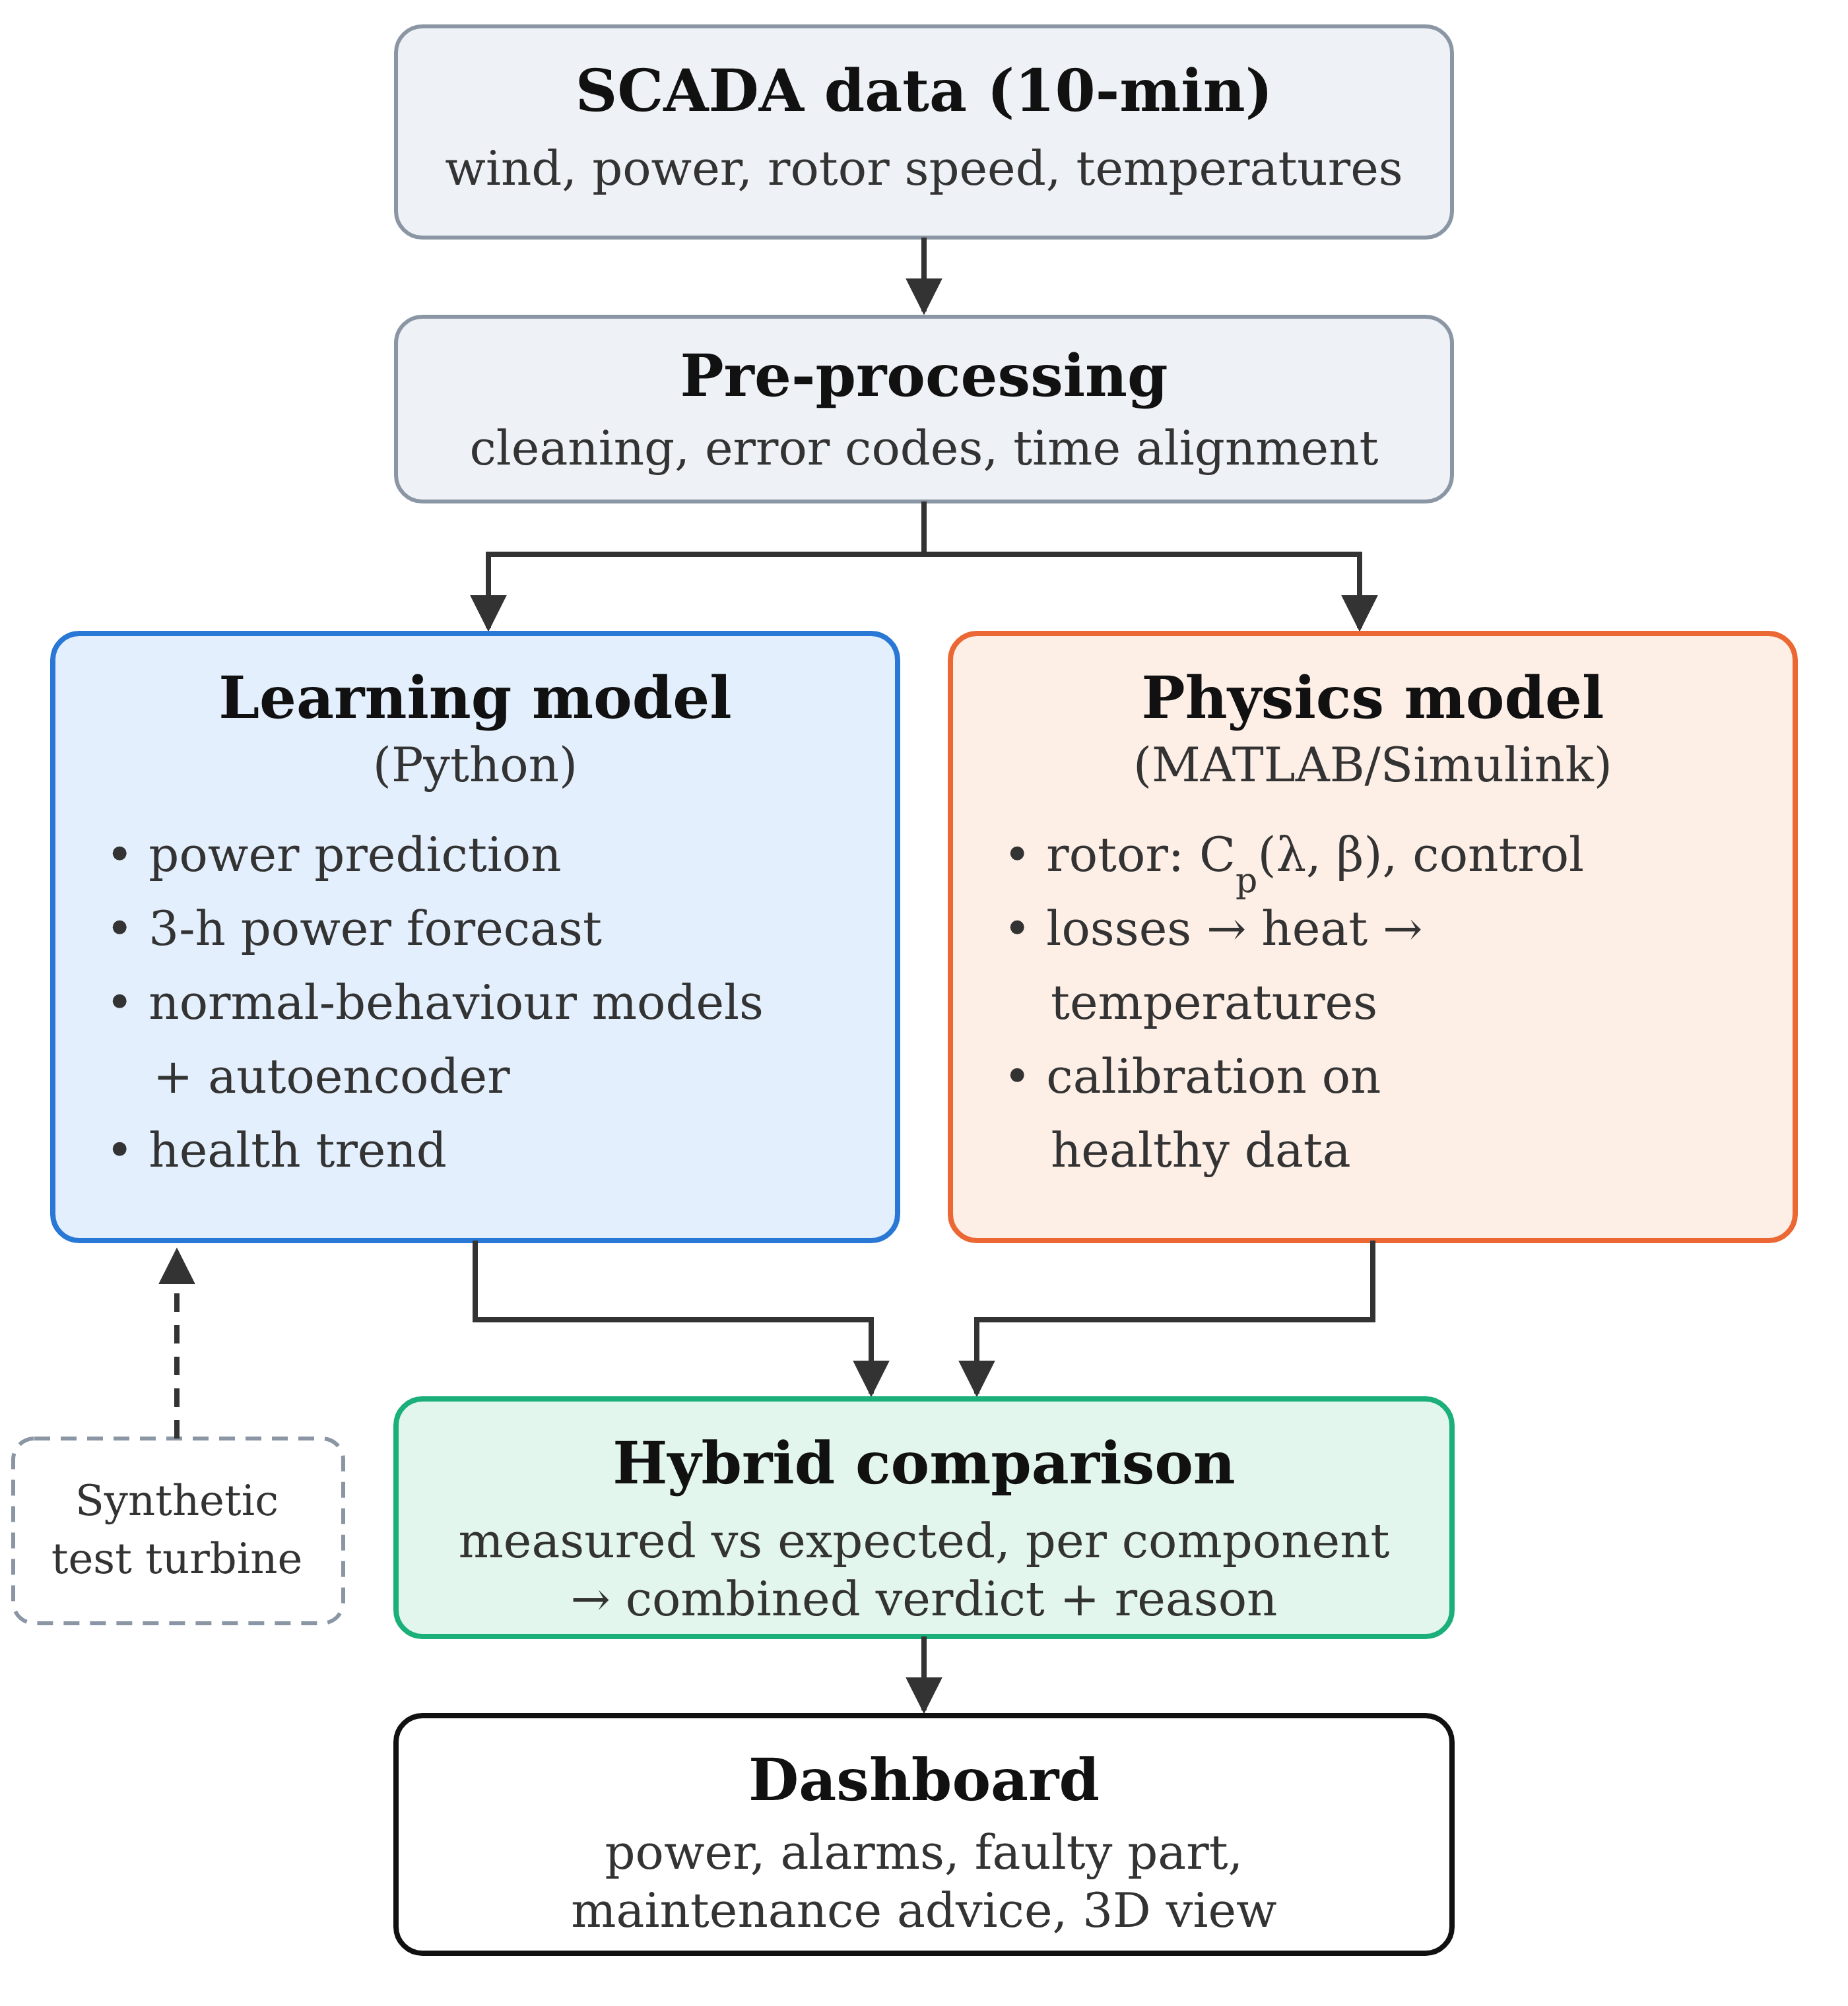 SCADA data (10-min)
wind, power, rotor speed, temperatures
Pre-processing
cleaning, error codes, time alignment
Learning model
(Python)
• power prediction
• 3-h power forecast
• normal-behaviour models
+ autoencoder
• health trend
Physics model
(MATLAB/Simulink)
• rotor: Cp(λ, β), control
• losses → heat →
temperatures
• calibration on
healthy data
Synthetic
test turbine
Hybrid comparison
measured vs expected, per component
→ combined verdict + reason
Dashboard
power, alarms, faulty part,
maintenance advice, 3D view